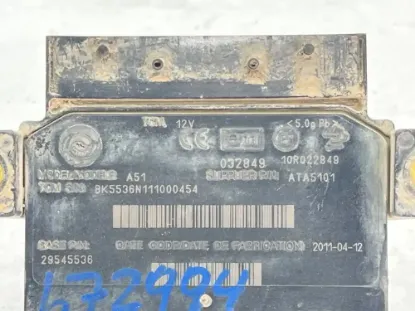 TCM 12V <5.0g Pb>
032849 10R022849
MODEL/MODELE A51 SUPPLIER P/N: ATA5101
TCM S/N: BK5536N111000454
BASE P/N: DATE CODE(DATE DE FABRICATION): 2011-04-12
29545536
672994